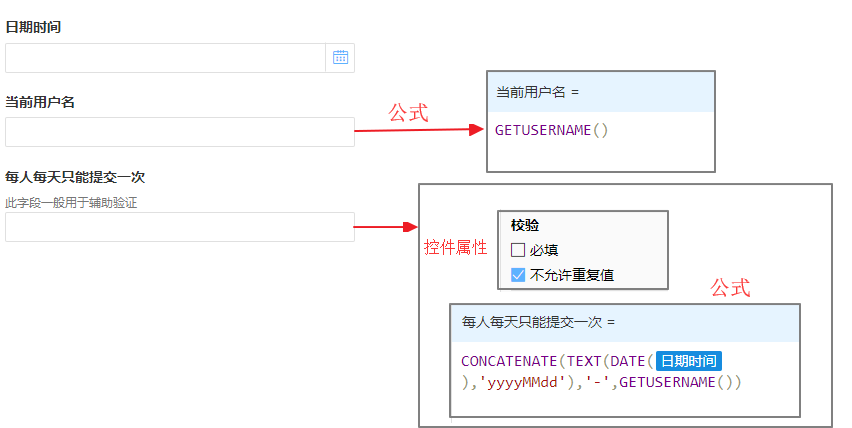 日期时间
当前用户名
公式
当前用户名 =
GETUSERNAME()
每人每天只能提交一次
此字段一般用于辅助验证
控件属性
校验
必填
不允许重复值
公式
每人每天只能提交一次 =
CONCATENATE(TEXT(DATE(日期时间
),'yyyyMMdd'),'-',GETUSERNAME())